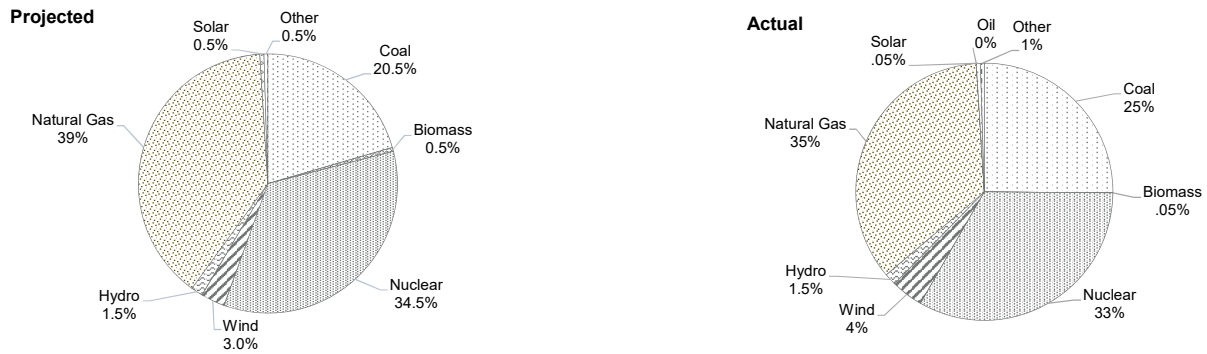 Projected
Solar
0.5%
Other
0.5%
Coal
20.5%
Biomass
0.5%
Nuclear
34.5%
Wind
3.0%
Hydro
1.5%
Natural Gas
39%
Actual
Solar
.05%
Oil
0%
Other
1%
Coal
25%
Biomass
.05%
Nuclear
33%
Wind
4%
Hydro
1.5%
Natural Gas
35%